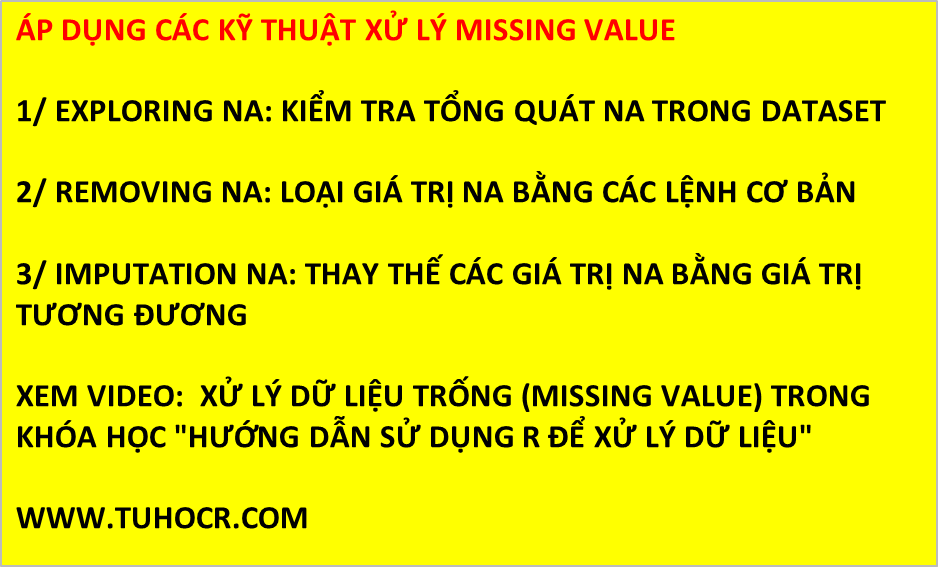 ÁP DỤNG CÁC KỸ THUẬT XỬ LÝ MISSING VALUE
1/ EXPLORING NA: KIỂM TRA TỔNG QUÁT NA TRONG DATASET
2/ REMOVING NA: LOẠI GIÁ TRỊ NA BẰNG CÁC LỆNH CƠ BẢN
3/ IMPUTATION NA: THAY THẾ CÁC GIÁ TRỊ NA BẰNG GIÁ TRỊ
TƯƠNG ĐƯƠNG
XEM VIDEO:  XỬ LÝ DỮ LIỆU TRỐNG (MISSING VALUE) TRONG
KHÓA HỌC "HƯỚNG DẪN SỬ DỤNG R ĐỂ XỬ LÝ DỮ LIỆU"
WWW.TUHOCR.COM